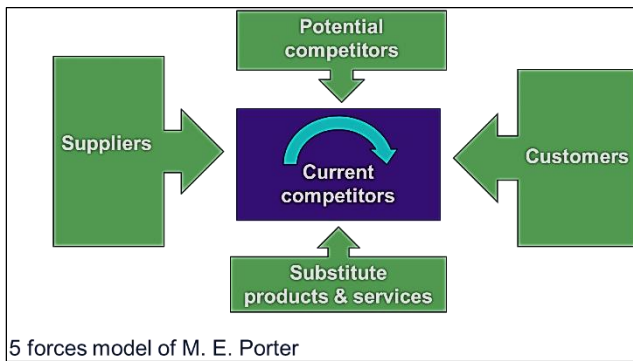 Potential
competitors
Suppliers
Current
competitors
Customers
Substitute
products & services
5 forces model of M. E. Porter